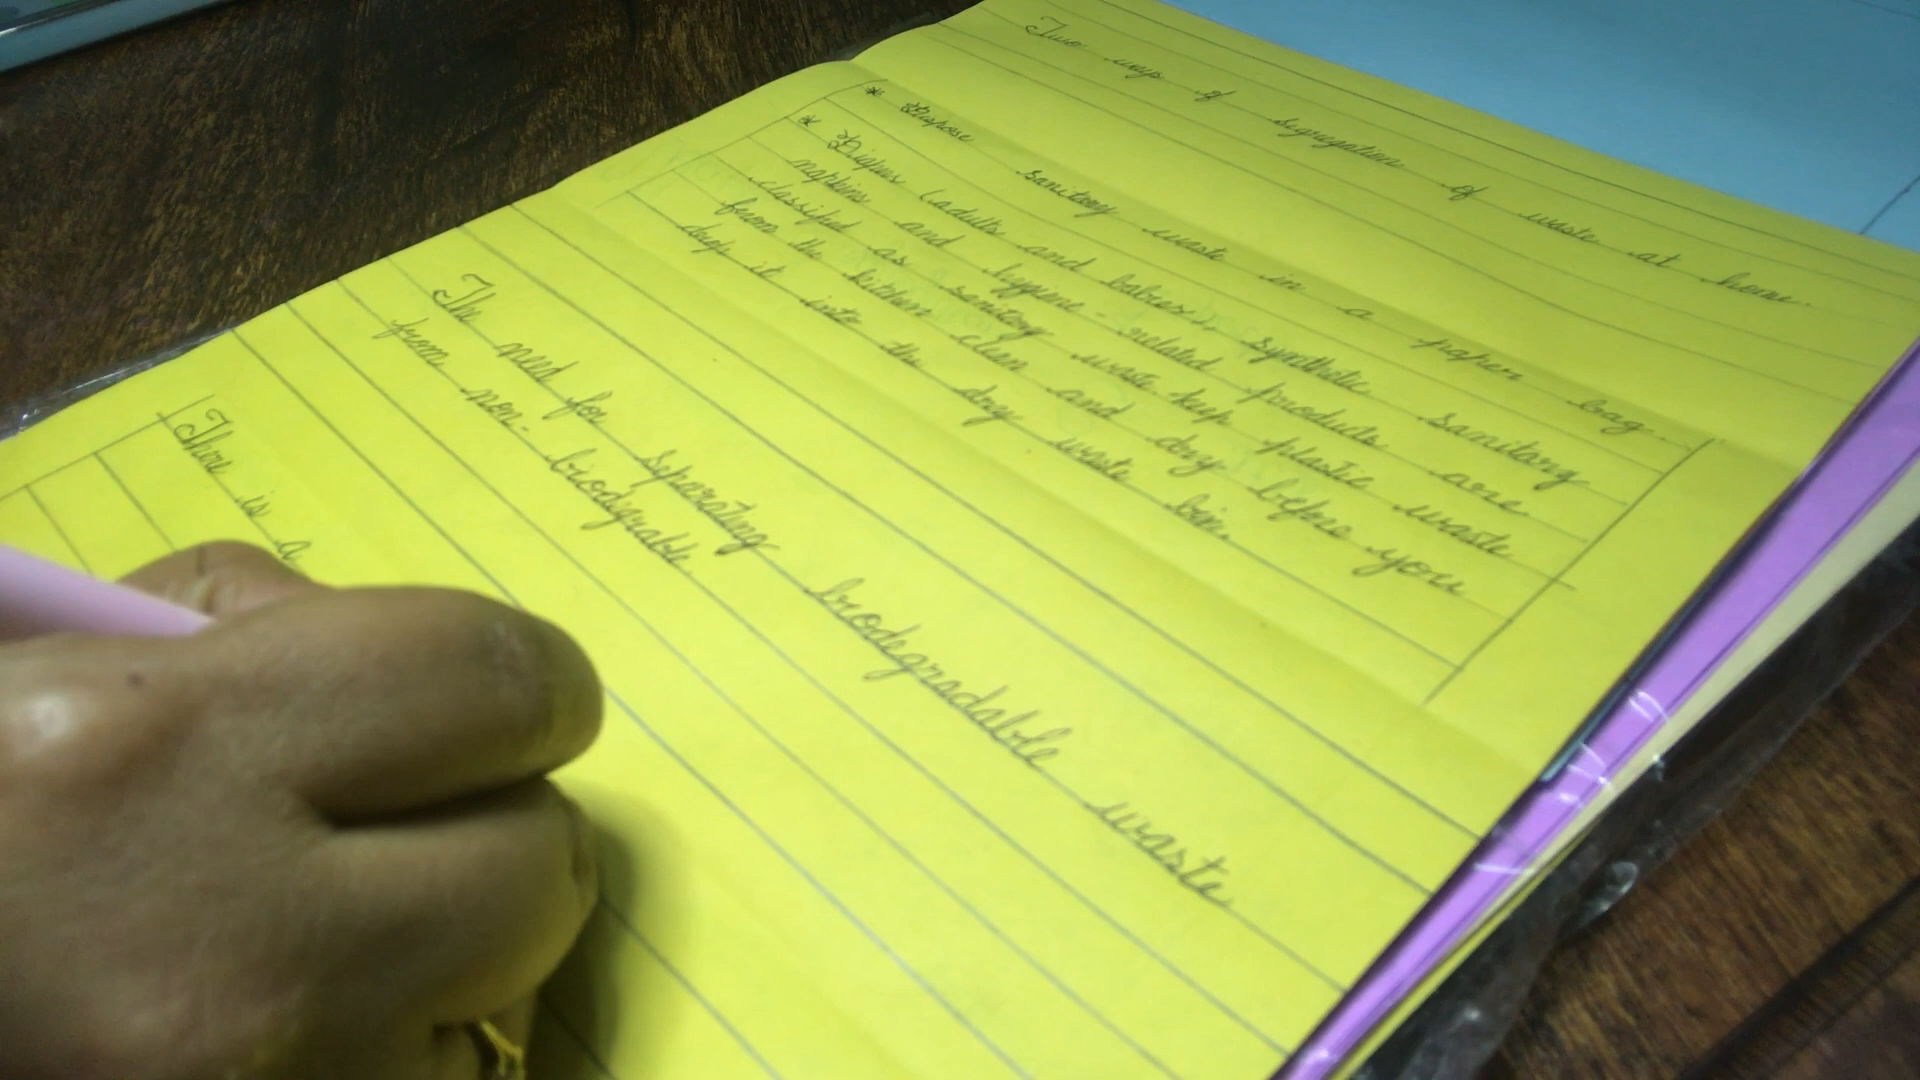 Two ways of segregation of waste at home.
* Dispose sanitary waste in a paper bag.
* Diapers (adults and babies), synthetic sanitary
napkins and hygiene-related products are
classified as sanitory waste keep plastic waste
from the kitchen clean and dry before you
drop it into the dry waste bin.
The need for separating biodegradable waste
from non-biodigrable
There is a